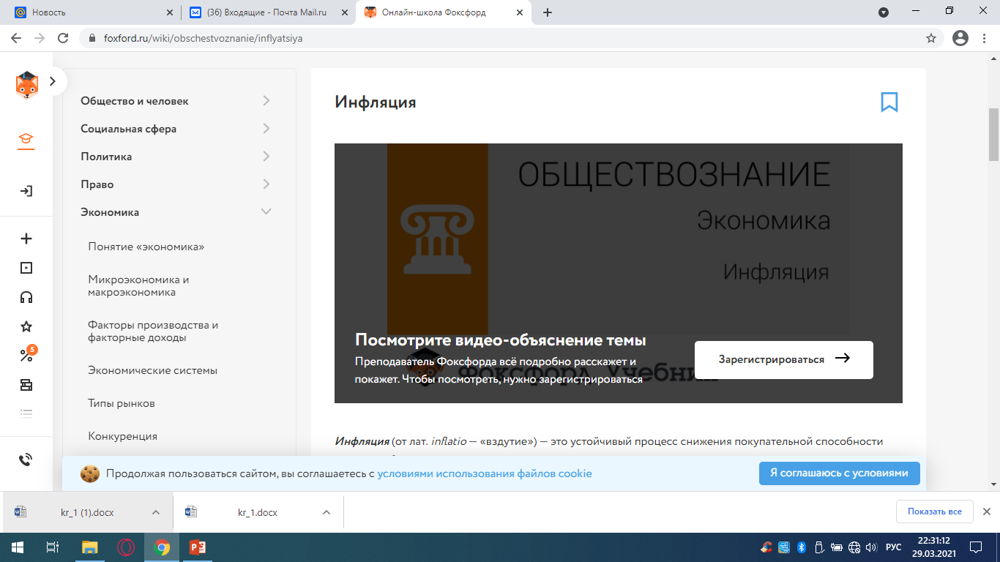 Новость
(36) Входящие - Почта Mail.ru
Онлайн-школа Фоксфорд
foxford.ru/wiki/obschestvoznanie/inflyatsiya
Общество и человек
Социальная сфера
Политика
Право
Экономика
Понятие «экономика»
Микроэкономика и
макроэкономика
Факторы производства и
факторные доходы
Экономические системы
Типы рынков
Конкуренция
5
Инфляция
ОБЩЕСТВОЗНАНИЕ
Экономика
Инфляция
Посмотрите видео-объяснение темы
Преподаватель Фоксфорда всё подробно расскажет и
покажет. Чтобы посмотреть, нужно зарегистрироваться
Фоксфорд Учебник
Зарегистрироваться
Инфляция (от лат. inflatio — «вздутие») — это устойчивый процесс снижения покупательной способности
Продолжая пользоваться сайтом, вы соглашаетесь с условиями использования файлов cookie
Я соглашаюсь с условиями
kr_1 (1).docx
kr_1.docx
Показать все
РУС
22:31:12
29.03.2021